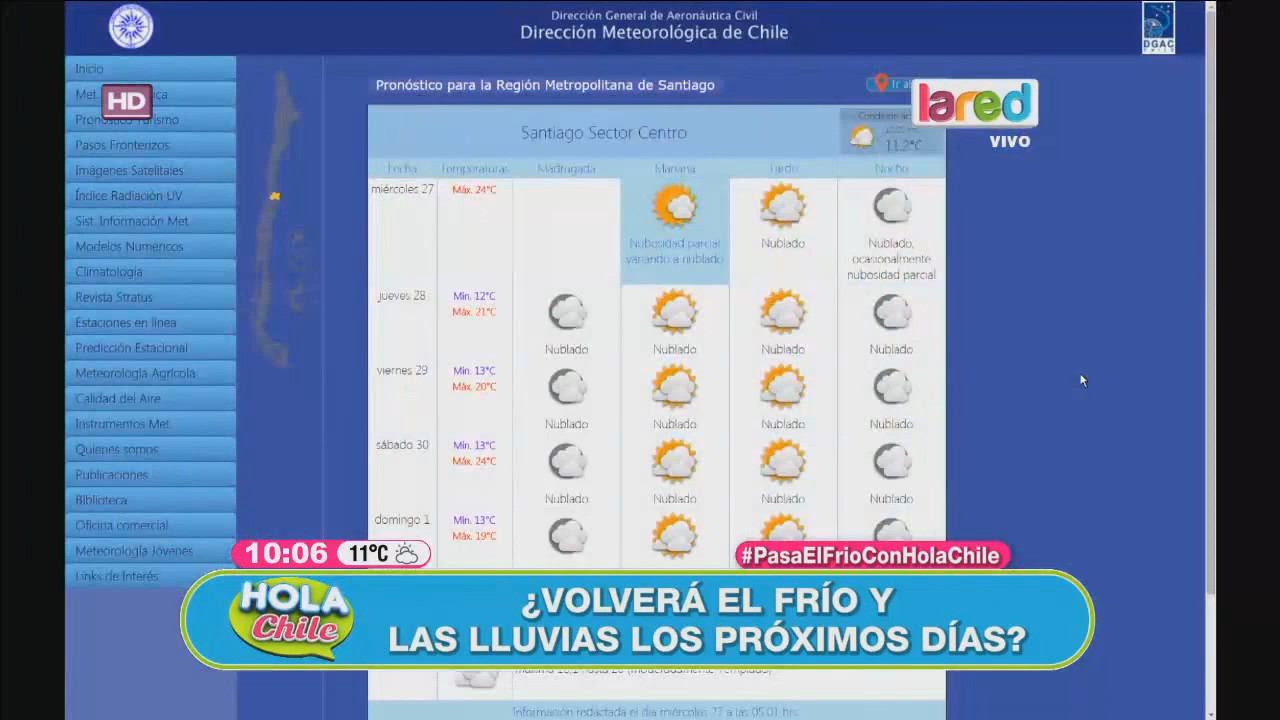 Dirección General de Aeronáutica Civil
Dirección Meteorológica de Chile
DGAC
CHILE
Inicio
Met.
HD
Pronóstico Turismo
Pasos Fronterizos
Imágenes Satelitales
Índice Radiación UV
Sist. Información Met.
Modelos Numéricos
Climatología
Revista Stratus
Estaciones en línea
Predicción Estacional
Meteorología Agrícola
Calidad del Aire
Instrumentos Met.
Quienes somos
Publicaciones
Biblioteca
Oficina comercial
Meteorología Jóvenes
Links de Interés
Pronóstico para la Región Metropolitana de Santiago
Ir al
lared
VIVO
Santiago Sector Centro
11.2°C
Fecha Temperaturas Madrugada Mañana Tarde Noche
miércoles 27 Máx. 24°C
Nubosidad parcial variando a nublado
Nublado
Nublado, ocasionalmente nubosidad parcial
jueves 28 Mín. 12°C Máx. 21°C
Nublado Nublado Nublado Nublado
viernes 29 Mín. 13°C Máx. 20°C
Nublado Nublado Nublado Nublado
sábado 30 Mín. 13°C Máx. 24°C
Nublado Nublado Nublado Nublado
domingo 1 Mín. 13°C Máx. 19°C
10:06 11°C
#PasaElFrioConHolaChile
HOLA Chile
¿VOLVERÁ EL FRÍO Y
LAS LLUVIAS LOS PRÓXIMOS DÍAS?
Información redactada el día miércoles 27 a las 05:01 hrs.